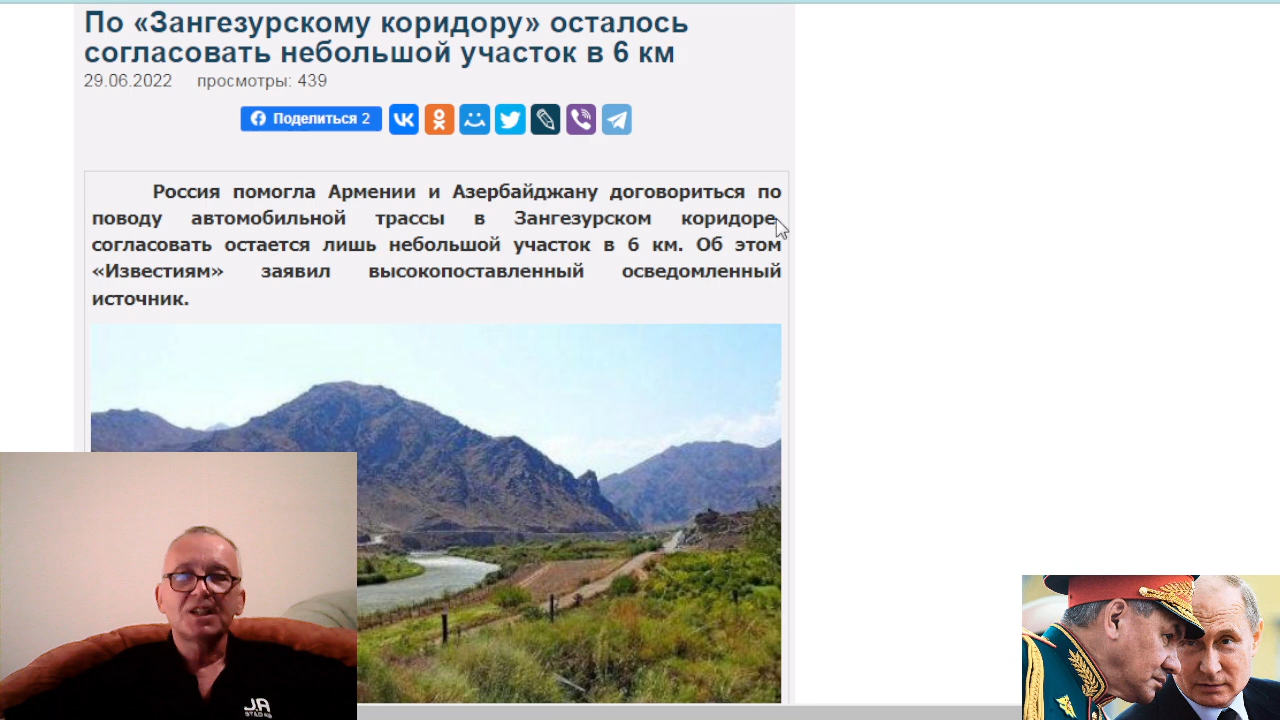 По «Зангезурскому коридору» осталось
согласовать небольшой участок в 6 км
29.06.2022 просмотры: 439
Поделиться 2
Россия помогла Армении и Азербайджану договориться по
поводу автомобильной трассы в Зангезурском коридоре,
согласовать остается лишь небольшой участок в 6 км. Об этом
«Известиям» заявил высокопоставленный осведомленный
источник.
JA